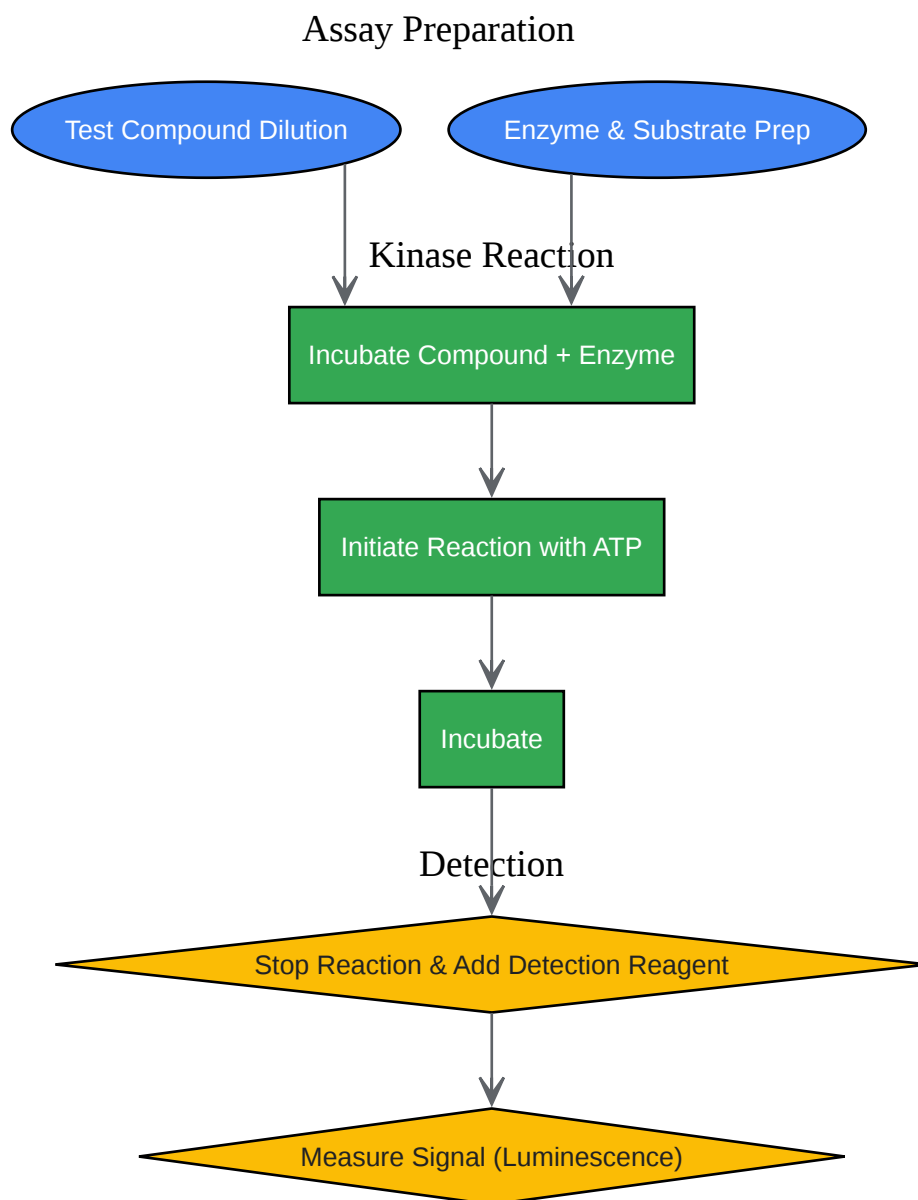 Assay Preparation
Test Compound Dilution
Enzyme & Substrate Prep
Kinase Reaction
Incubate Compound + Enzyme
Initiate Reaction with ATP
Incubate
Detection
Stop Reaction & Add Detection Reagent
Measure Signal (Luminescence)